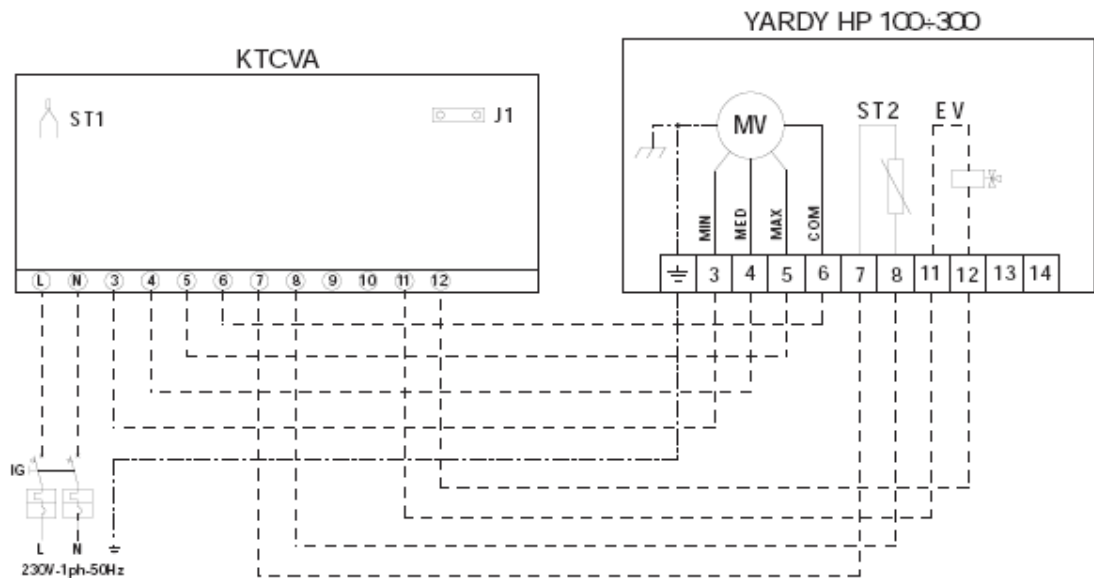 YARDY HP 100÷300
KTCVA
ST1
J1
MV
ST2
EV
MIN
MED
MAX
COM
L N 3 4 5 6 7 8 9 10 11 12
3 4 5 6 7 8 11 12 13 14
IG
L N
230V-1ph-50Hz